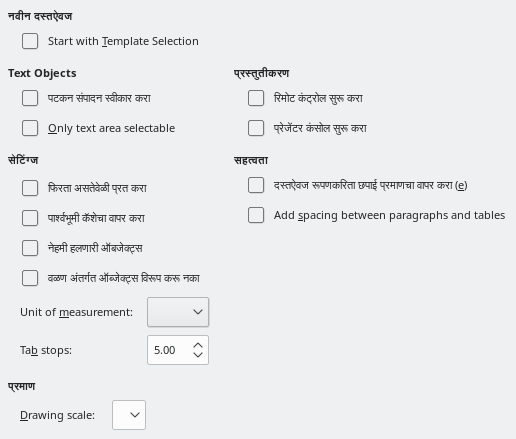 नवीन दस्तऐवज
Start with Template Selection
Text Objects
पटकन संपादन स्वीकार करा
Only text area selectable
प्रस्तुतीकरण
रिमोट कंट्रोल सुरू करा
प्रेजेंटर कंसोल सुरू करा
सेटिंग्ज
फिरता असतेवेळी प्रत करा
पार्श्वभूमी कॅशेचा वापर करा
नेहमी हलणारी ऑबजेक्ट्स
वळण अंतर्गत ऑब्जेक्ट्स विरूप करू नका
Unit of measurement:
Tab stops: 5.00
सहत्वता
दस्तऐवज रूपणकरिता छपाई प्रमाणचा वापर करा (e)
Add spacing between paragraphs and tables
प्रमाण
Drawing scale: